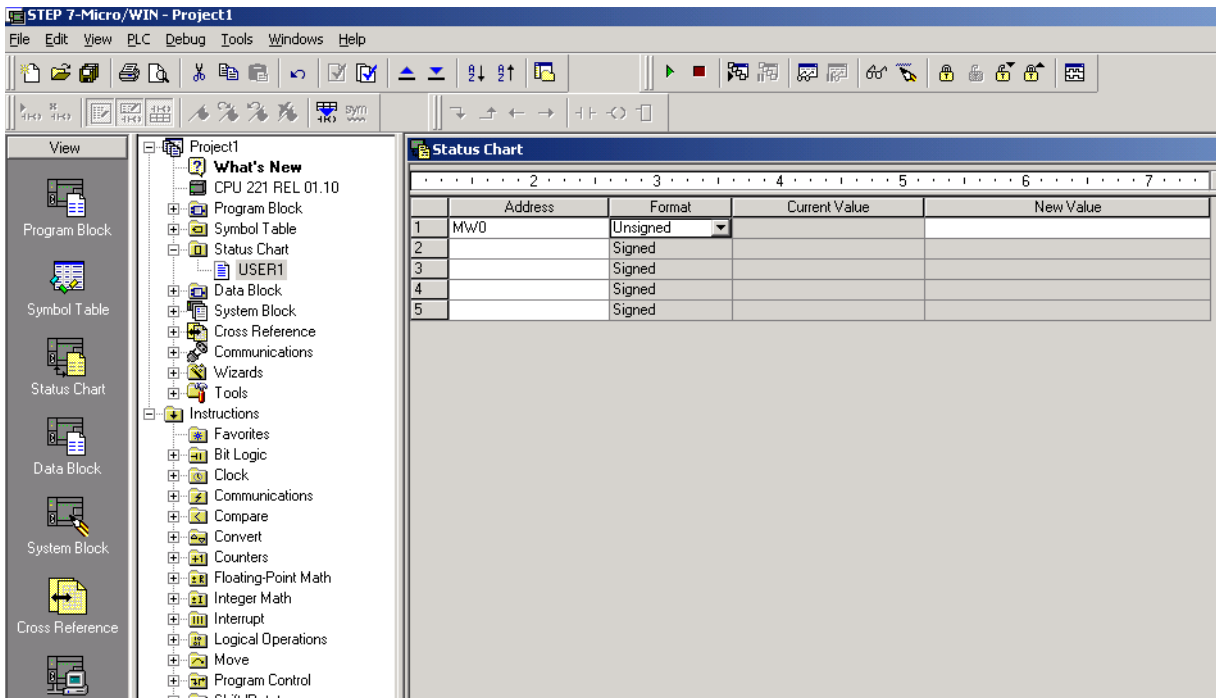 STEP 7-Micro/WIN - Project1
File Edit View PLC Debug Tools Windows Help
sym
View
Program Block
Symbol Table
Status Chart
Data Block
System Block
Cross Reference
Project1
What's New
CPU 221 REL 01.10
Program Block
Symbol Table
Status Chart
USER1
Data Block
System Block
Cross Reference
Communications
Wizards
Tools
Instructions
Favorites
Bit Logic
Clock
Communications
Compare
Convert
Counters
Floating-Point Math
Integer Math
Interrupt
Logical Operations
Move
Program Control
Status Chart
2 3 4 5 6 7
Address Format Current Value New Value
1 MW0 Unsigned
2 Signed
3 Signed
4 Signed
5 Signed